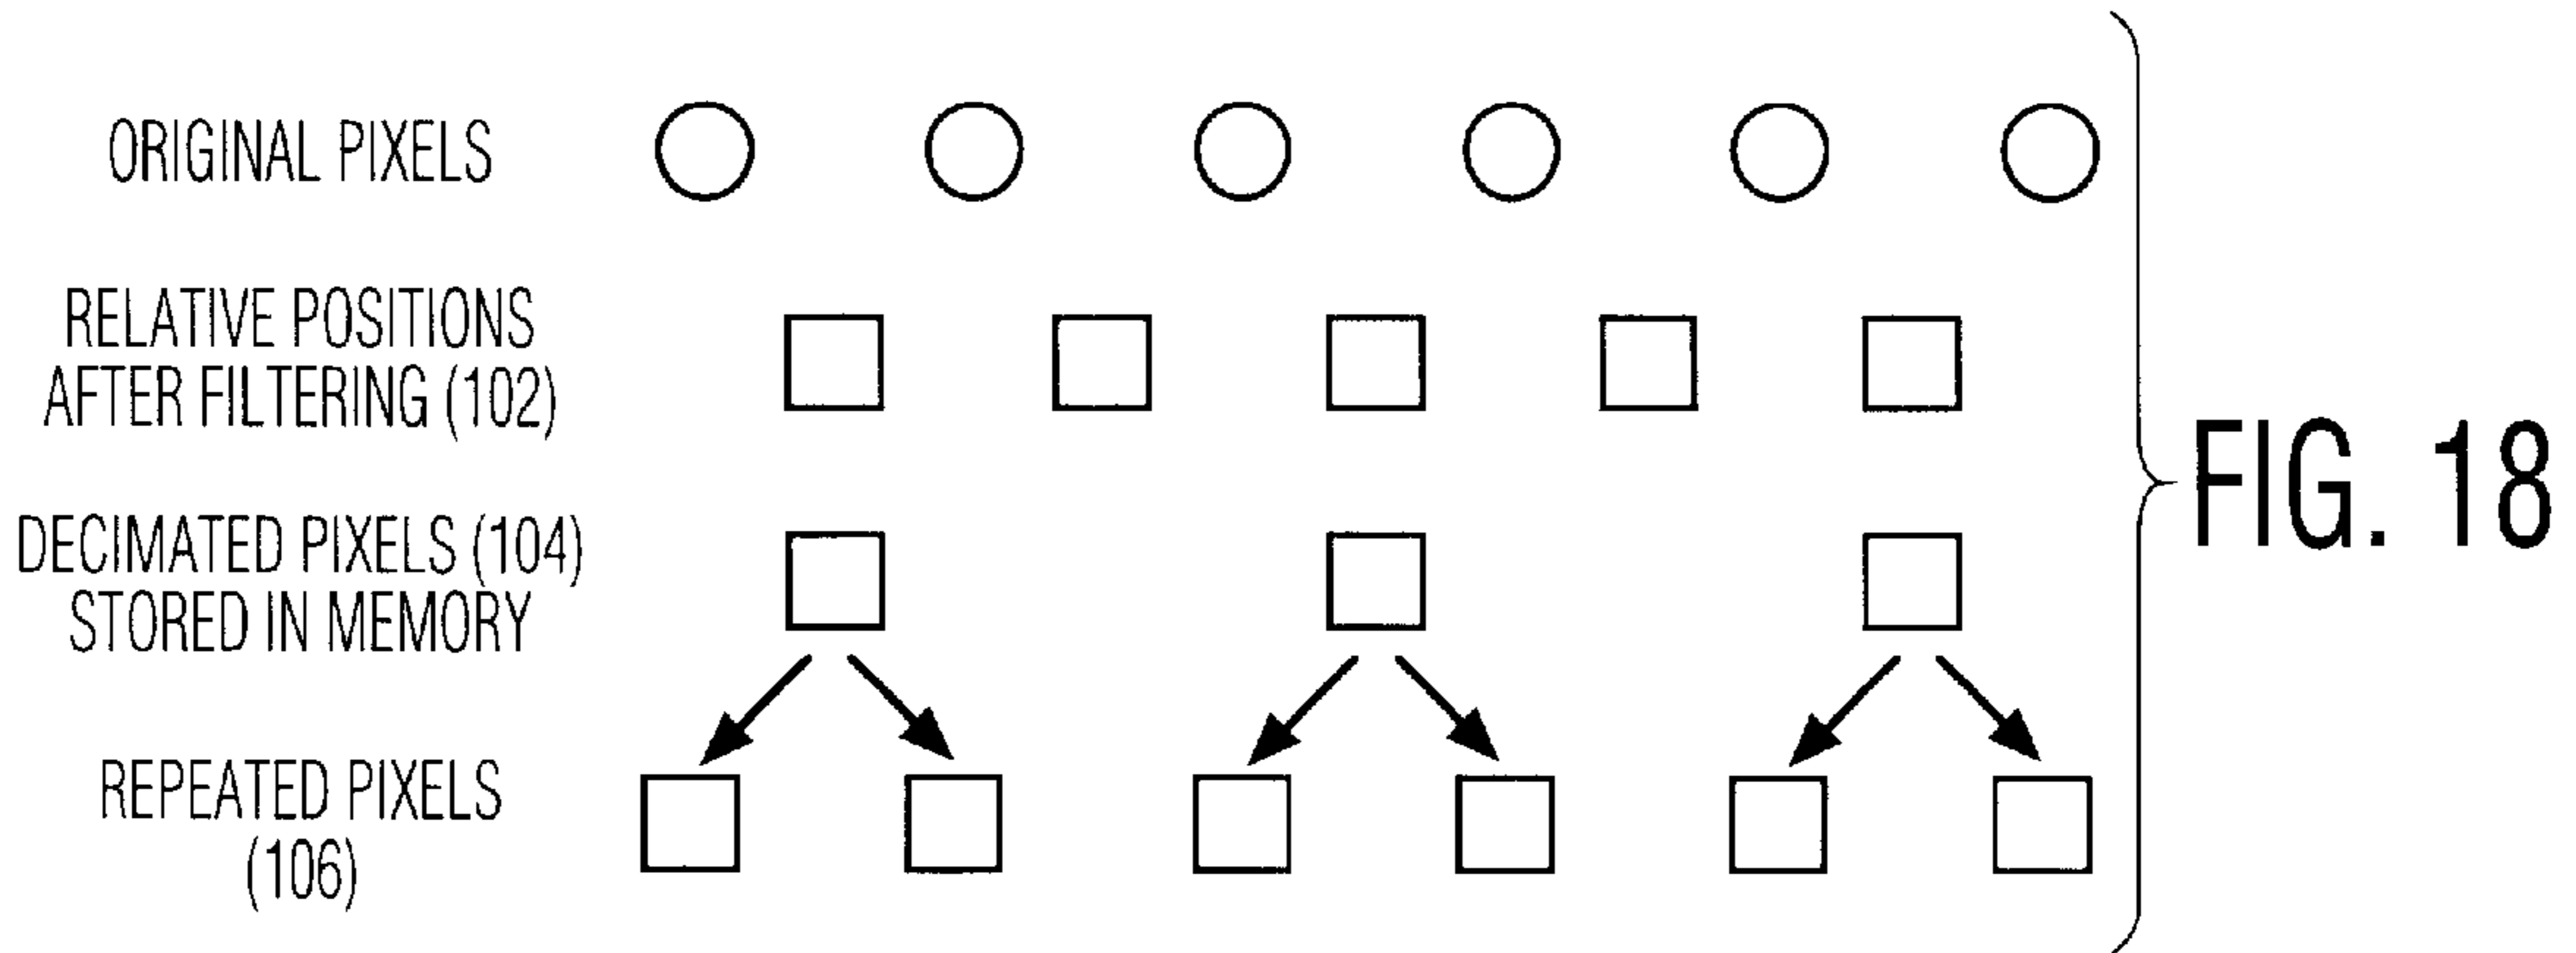 ORIGINAL PIXELS
RELATIVE POSITIONS
AFTER FILTERING (102)
DECIMATED PIXELS (104)
STORED IN MEMORY
REPEATED PIXELS
(106)
FIG. 18